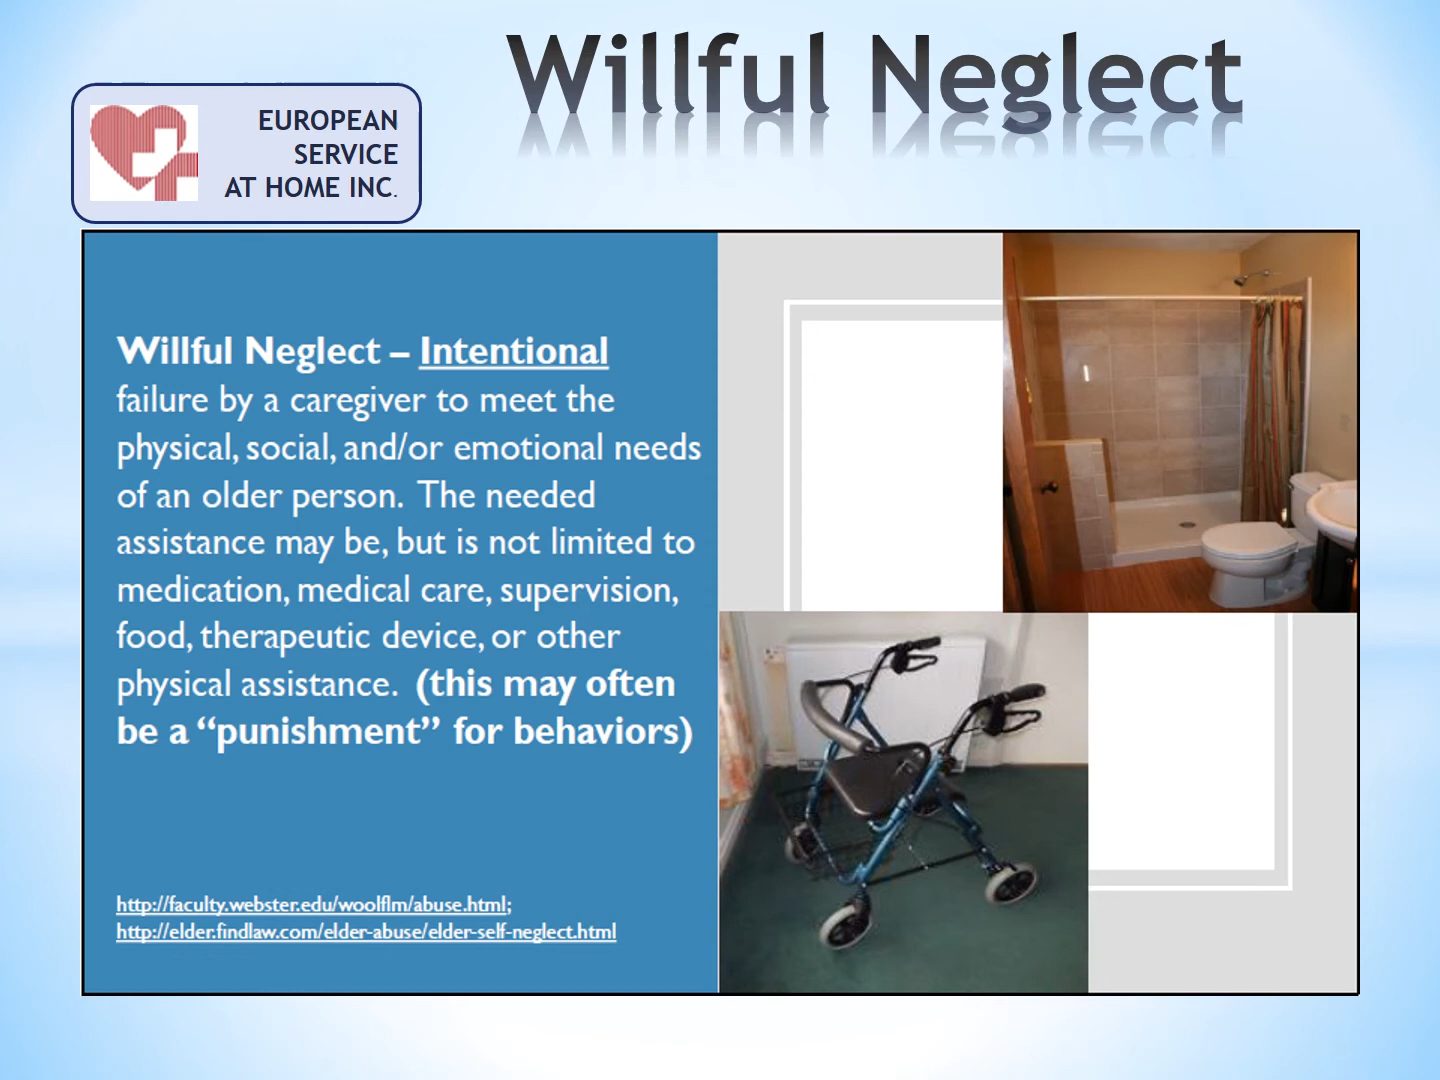 Willful Neglect
EUROPEAN
SERVICE
AT HOME INC.
Willful Neglect – Intentional
failure by a caregiver to meet the
physical, social, and/or emotional needs
of an older person.  The needed
assistance may be, but is not limited to
medication, medical care, supervision,
food, therapeutic device, or other
physical assistance.  (this may often
be a “punishment” for behaviors)
http://faculty.webster.edu/woolflm/abuse.html;
http://elder.findlaw.com/elder-abuse/elder-self-neglect.html